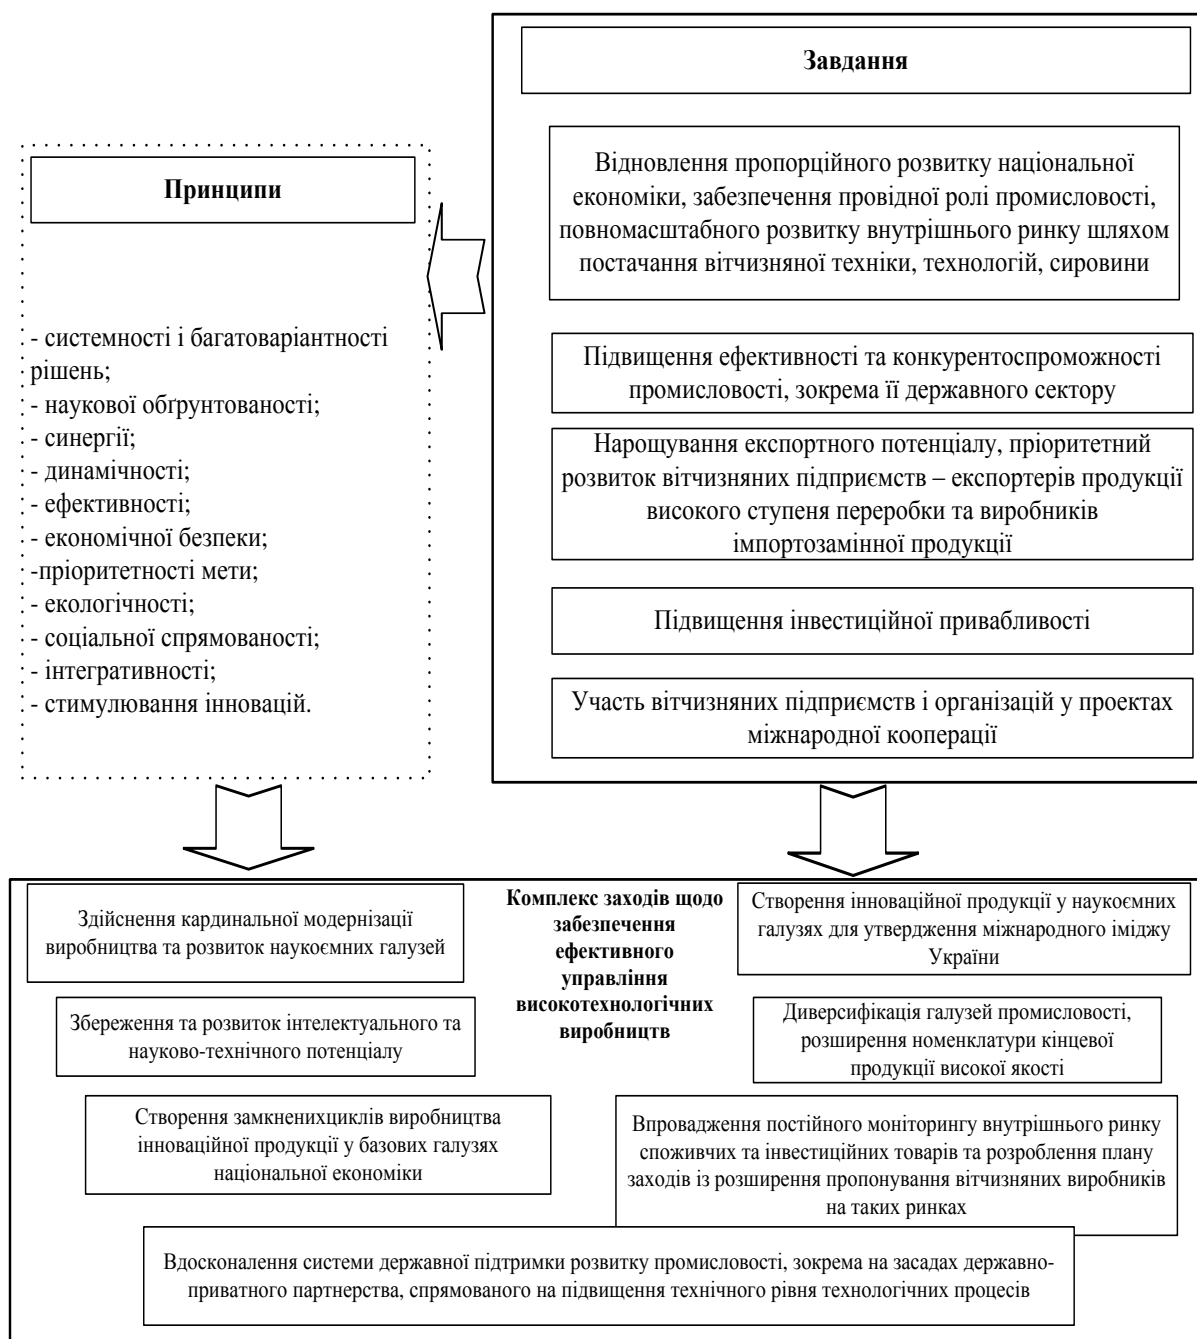 Завдання
Відновлення пропорційного розвитку національної
економіки, забезпечення провідної ролі промисловості,
повномасштабного розвитку внутрішнього ринку шляхом
постачання вітчизняної техніки, технологій, сировини
Підвищення ефективності та конкурентоспроможності
промисловості, зокрема її державного сектору
Нарощування експортного потенціалу, пріоритетний
розвиток вітчизняних підприємств – експортерів продукції
високого ступеня переробки та виробників
імпортозамінної продукції
Підвищення інвестиційної привабливості
Участь вітчизняних підприємств і організацій у проектах
міжнародної кооперації
Принципи
- системності і багатоваріантності
рішень;
- наукової обґрунтованості;
- синергії;
- динамічності;
- ефективності;
- економічної безпеки;
-пріоритетності мети;
- екологічності;
- соціальної спрямованості;
- інтегративності;
- стимулювання інновацій.
Комплекс заходів щодо
забезпечення
ефективного
управління
високотехнологічних
виробництв
Здійснення кардинальної модернізації
виробництва та розвиток наукоємних галузей
Збереження та розвиток інтелектуального та
науково-технічного потенціалу
Створення замкненихциклів виробництва
інноваційної продукції у базових галузях
національної економіки
Створення інноваційної продукції у наукоємних
галузях для утвердження міжнародного іміджу
України
Диверсифікація галузей промисловості,
розширення номенклатури кінцевої
продукції високої якості
Впровадження постійного моніторингу внутрішнього ринку
споживчих та інвестиційних товарів та розроблення плану
заходів із розширення пропонування вітчизняних виробників
на таких ринках
Вдосконалення системи державної підтримки розвитку промисловості, зокрема на засадах державно-
приватного партнерства, спрямованого на підвищення технічного рівня технологічних процесів